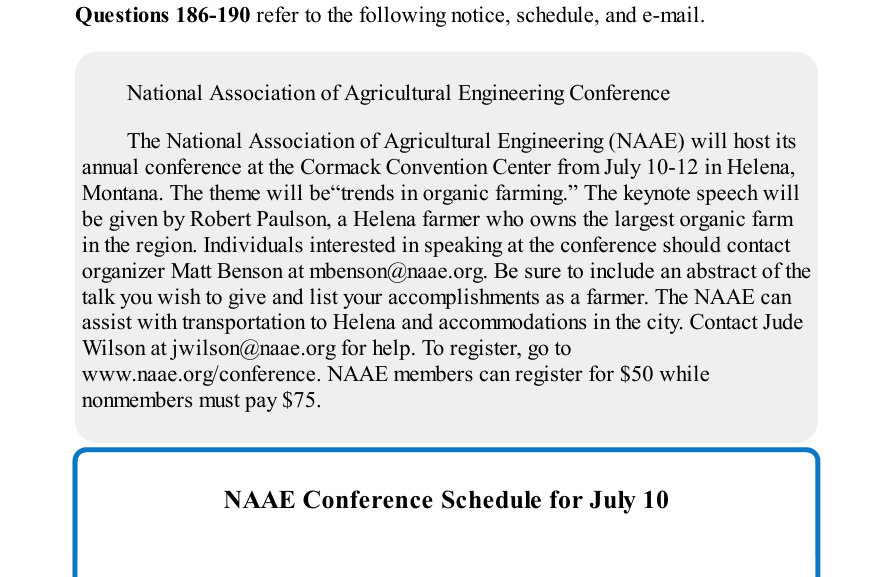 Questions 186-190 refer to the following notice, schedule, and e-mail.
National Association of Agricultural Engineering Conference
The National Association of Agricultural Engineering (NAAE) will host its
annual conference at the Cormack Convention Center from July 10-12 in Helena,
Montana. The theme will be“trends in organic farming.” The keynote speech will
be given by Robert Paulson, a Helena farmer who owns the largest organic farm
in the region. Individuals interested in speaking at the conference should contact
organizer Matt Benson at mbenson@naae.org. Be sure to include an abstract of the
talk you wish to give and list your accomplishments as a farmer. The NAAE can
assist with transportation to Helena and accommodations in the city. Contact Jude
Wilson at jwilson@naae.org for help. To register, go to
www.naae.org/conference. NAAE members can register for $50 while
nonmembers must pay $75.
NAAE Conference Schedule for July 10